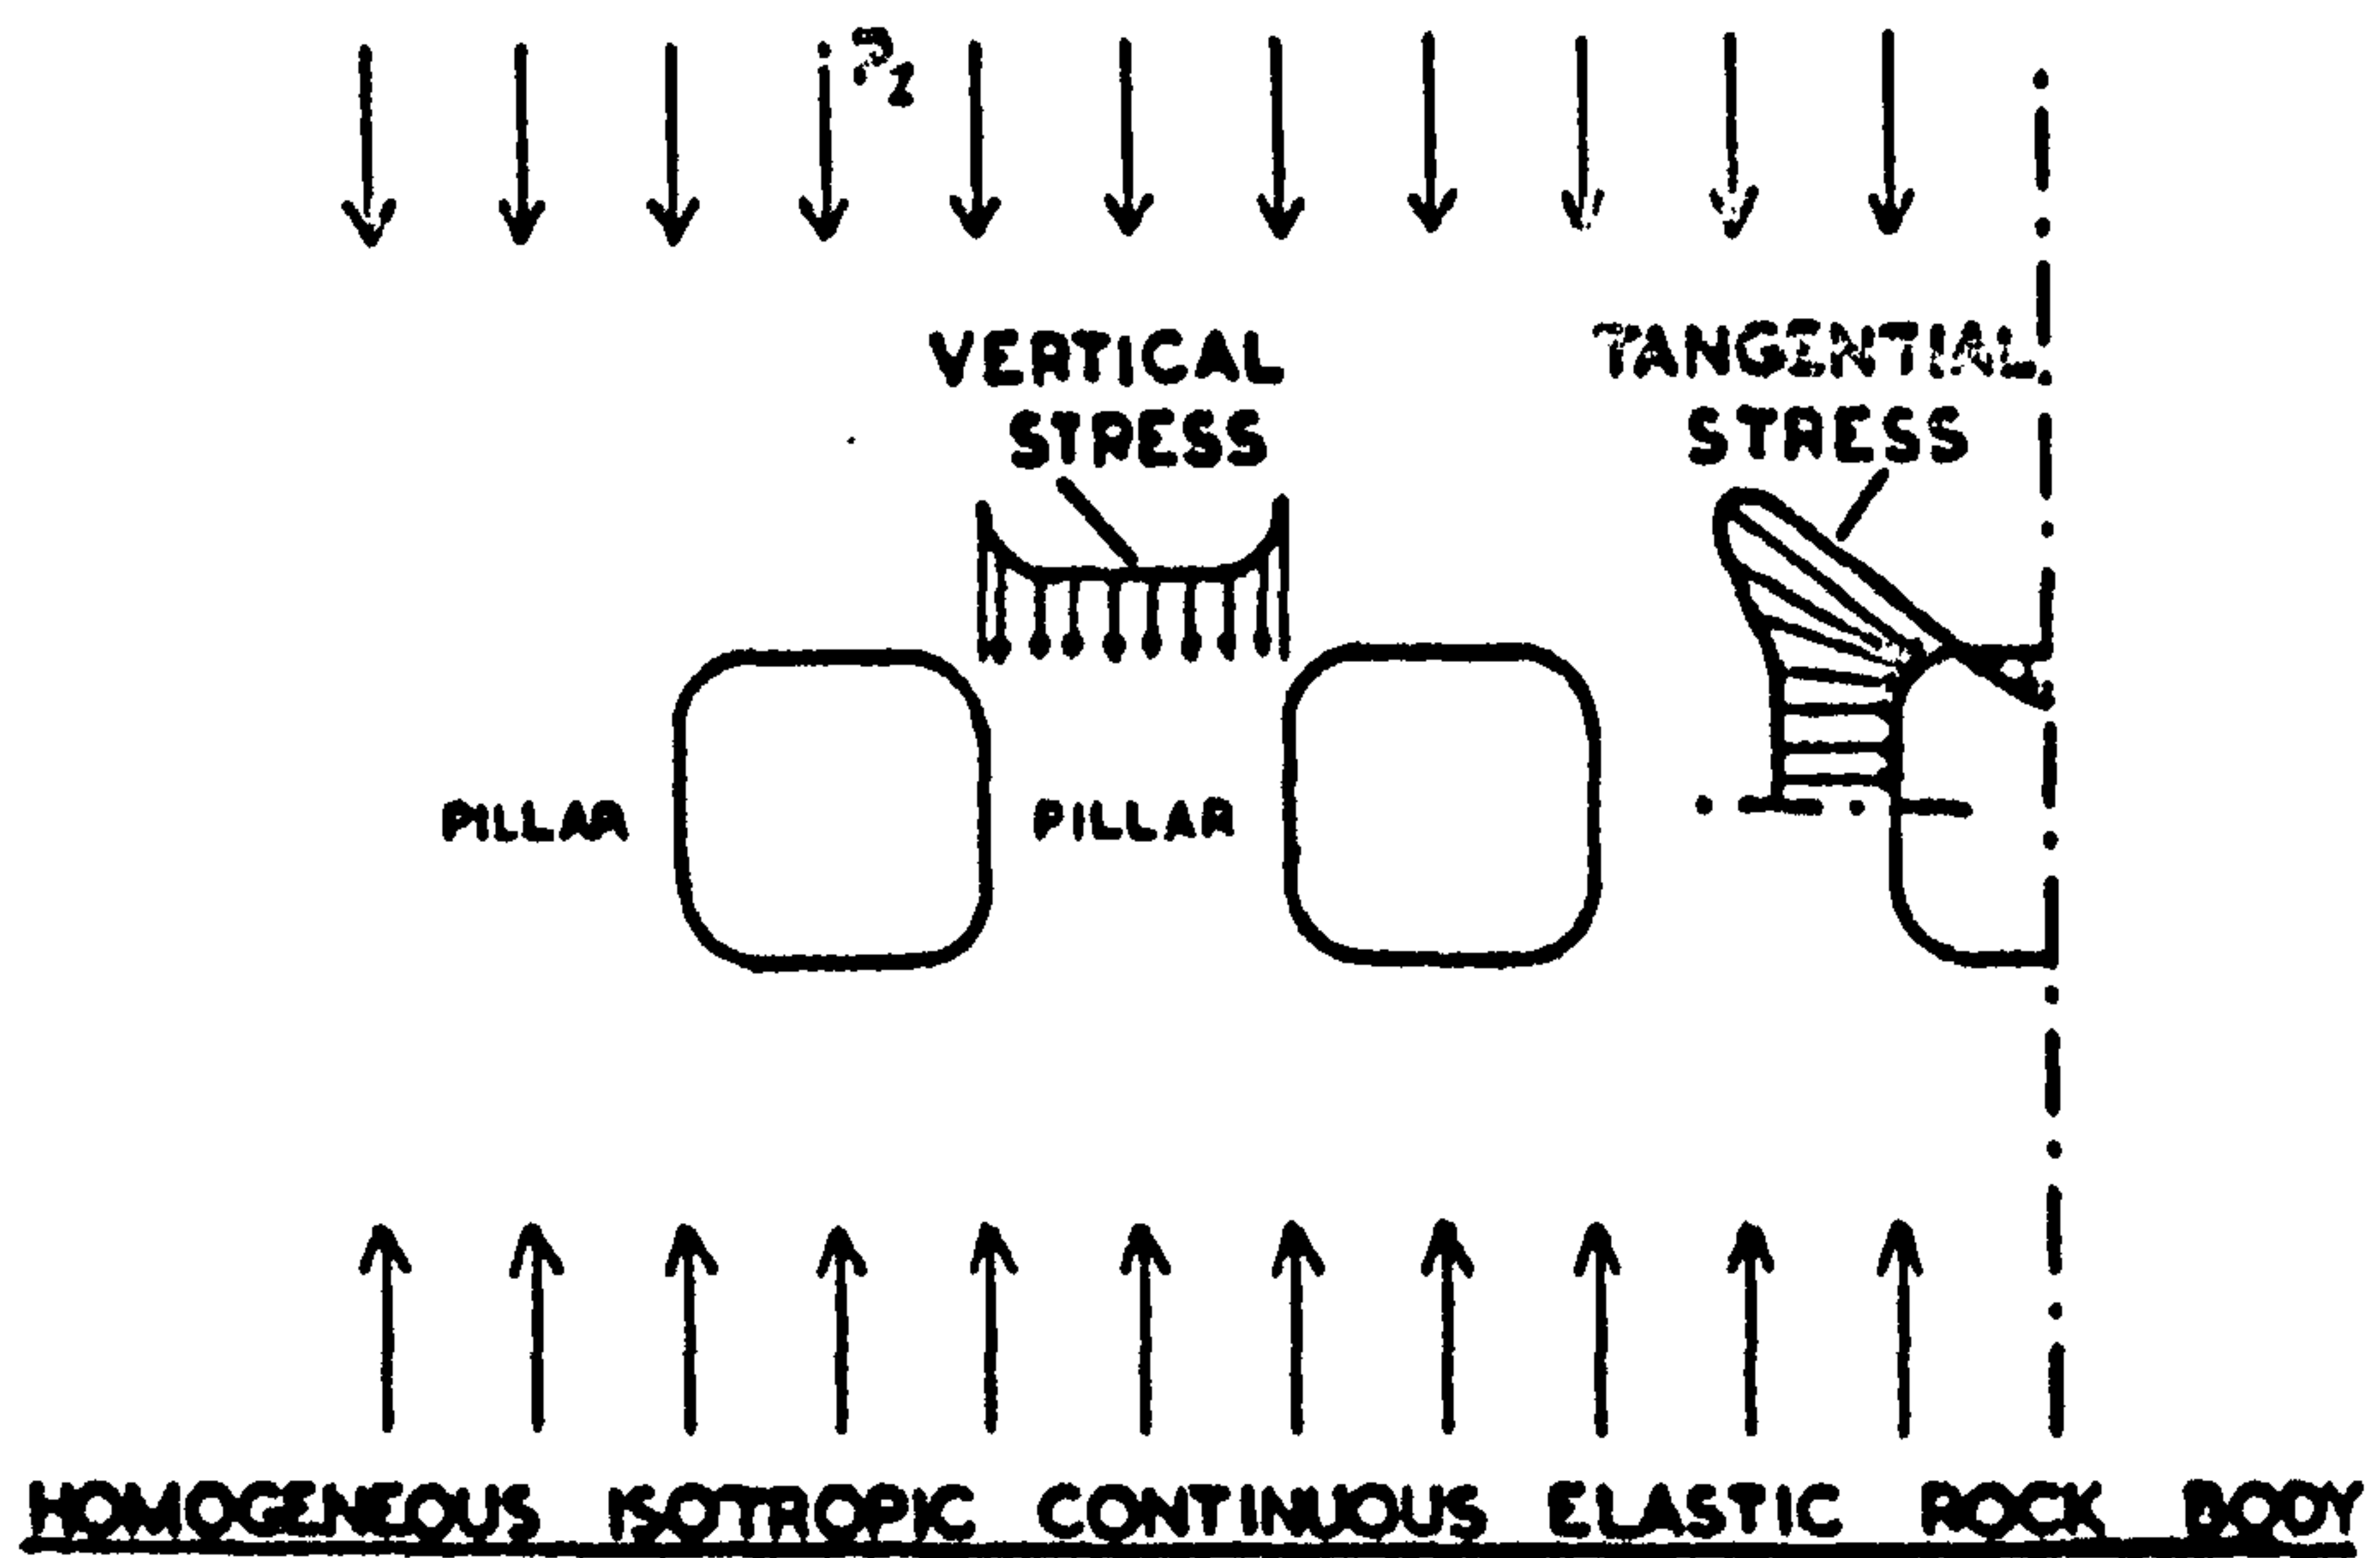 VERTICAL
STRESS
TANGENTIAL
STRESS
PILLAR
PILLAR
HOMOGENEOUS ISOTROPIC CONTINUOUS ELASTIC ROCK BODY